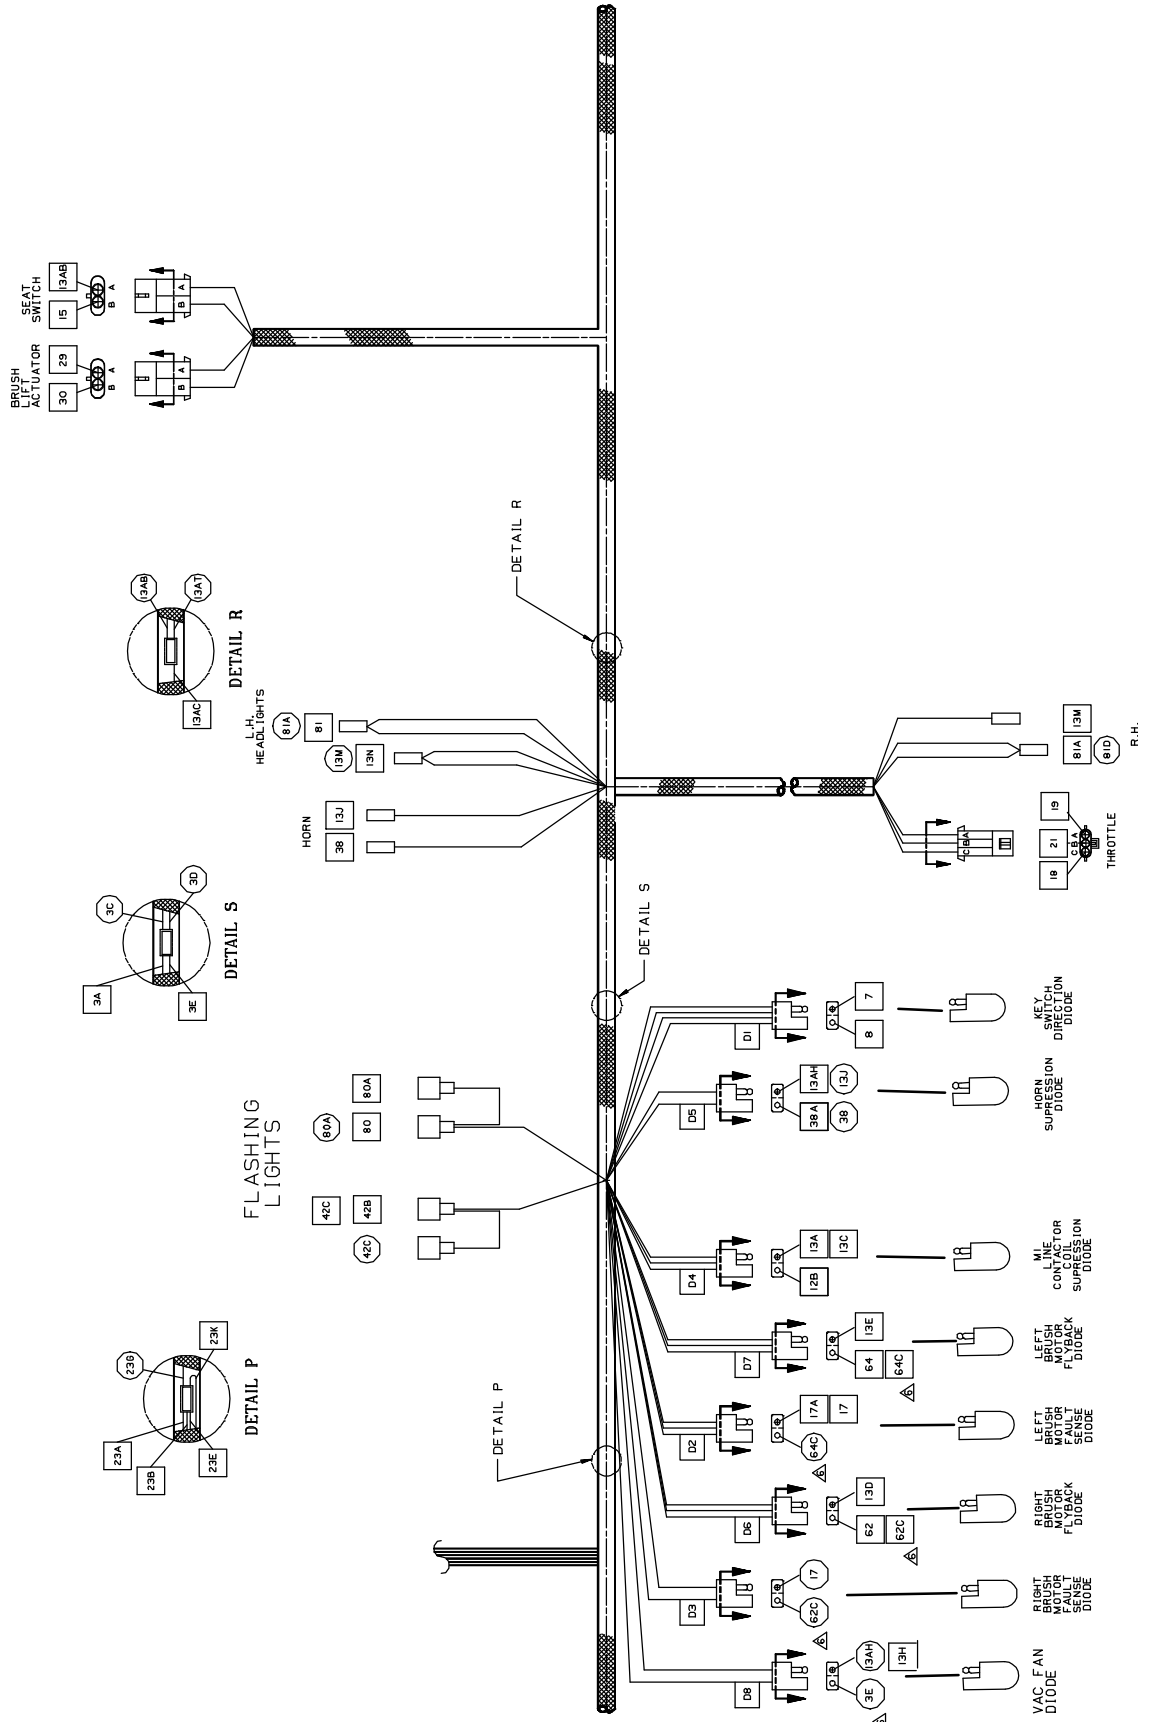 BRUSH
LIFT
ACTUATOR
30
29
B
A
B
A
SEAT
SWITCH
15
13AB
B
A
B
A
13AB
13AT
13AC
DETAIL R
DETAIL R
L.H.
HEADLIGHTS
81A
81
13M
13N
HORN
13J
38
13M
81A
81D
R.H.
C
B
A
19
21
18
C
B
A
THROTTLE
3C
3D
3A
3E
DETAIL S
DETAIL S
FLASHING
LIGHTS
80A
80A
80
42C
42B
42C
23G
23K
23A
23B
23E
DETAIL P
DETAIL P
D1
7
8
KEY
SWITCH
DIRECTION
DIODE
D5
13AH
13J
38A
38
HORN
SUPRESSION
DIODE
D4
13A
13C
12B
M1
LINE
CONTACTOR
COIL
SUPRESSION
DIODE
D7
13E
64
64C
6
LEFT
BRUSH
MOTOR
FLYBACK
DIODE
D2
17A
17
64C
6
LEFT
BRUSH
MOTOR
FAULT
SENSE
DIODE
D6
13D
62
62C
6
RIGHT
BRUSH
MOTOR
FLYBACK
DIODE
D3
17
62C
6
RIGHT
BRUSH
MOTOR
FAULT
SENSE
DIODE
D8
13AH
13H
3E
VAC FAN
DIODE